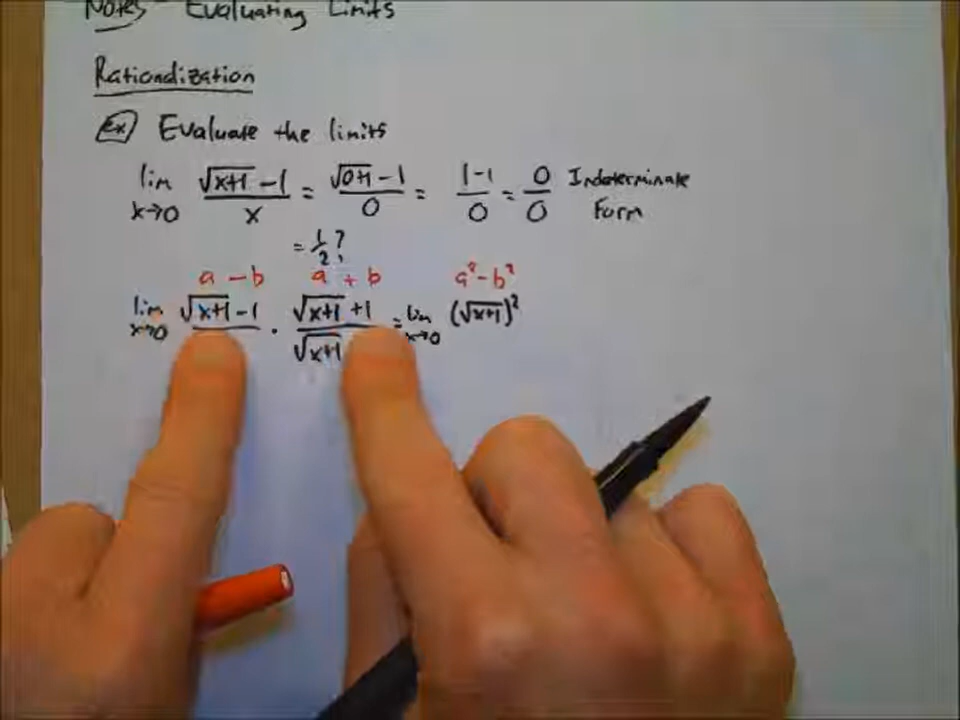 Notes Evaluating Limits
Rationalization
Ex Evaluate the limits
lim x→0 (√x+1 - 1)/x = (√0+1 - 1)/0 = (1-1)/0 = 0/0 Indeterminate Form
= 1/2?
a - b a + b a² - b²
lim x→0 √x+1 - 1 · (√x+1 + 1)/√x+1 = lim x→0 (√x+1)²